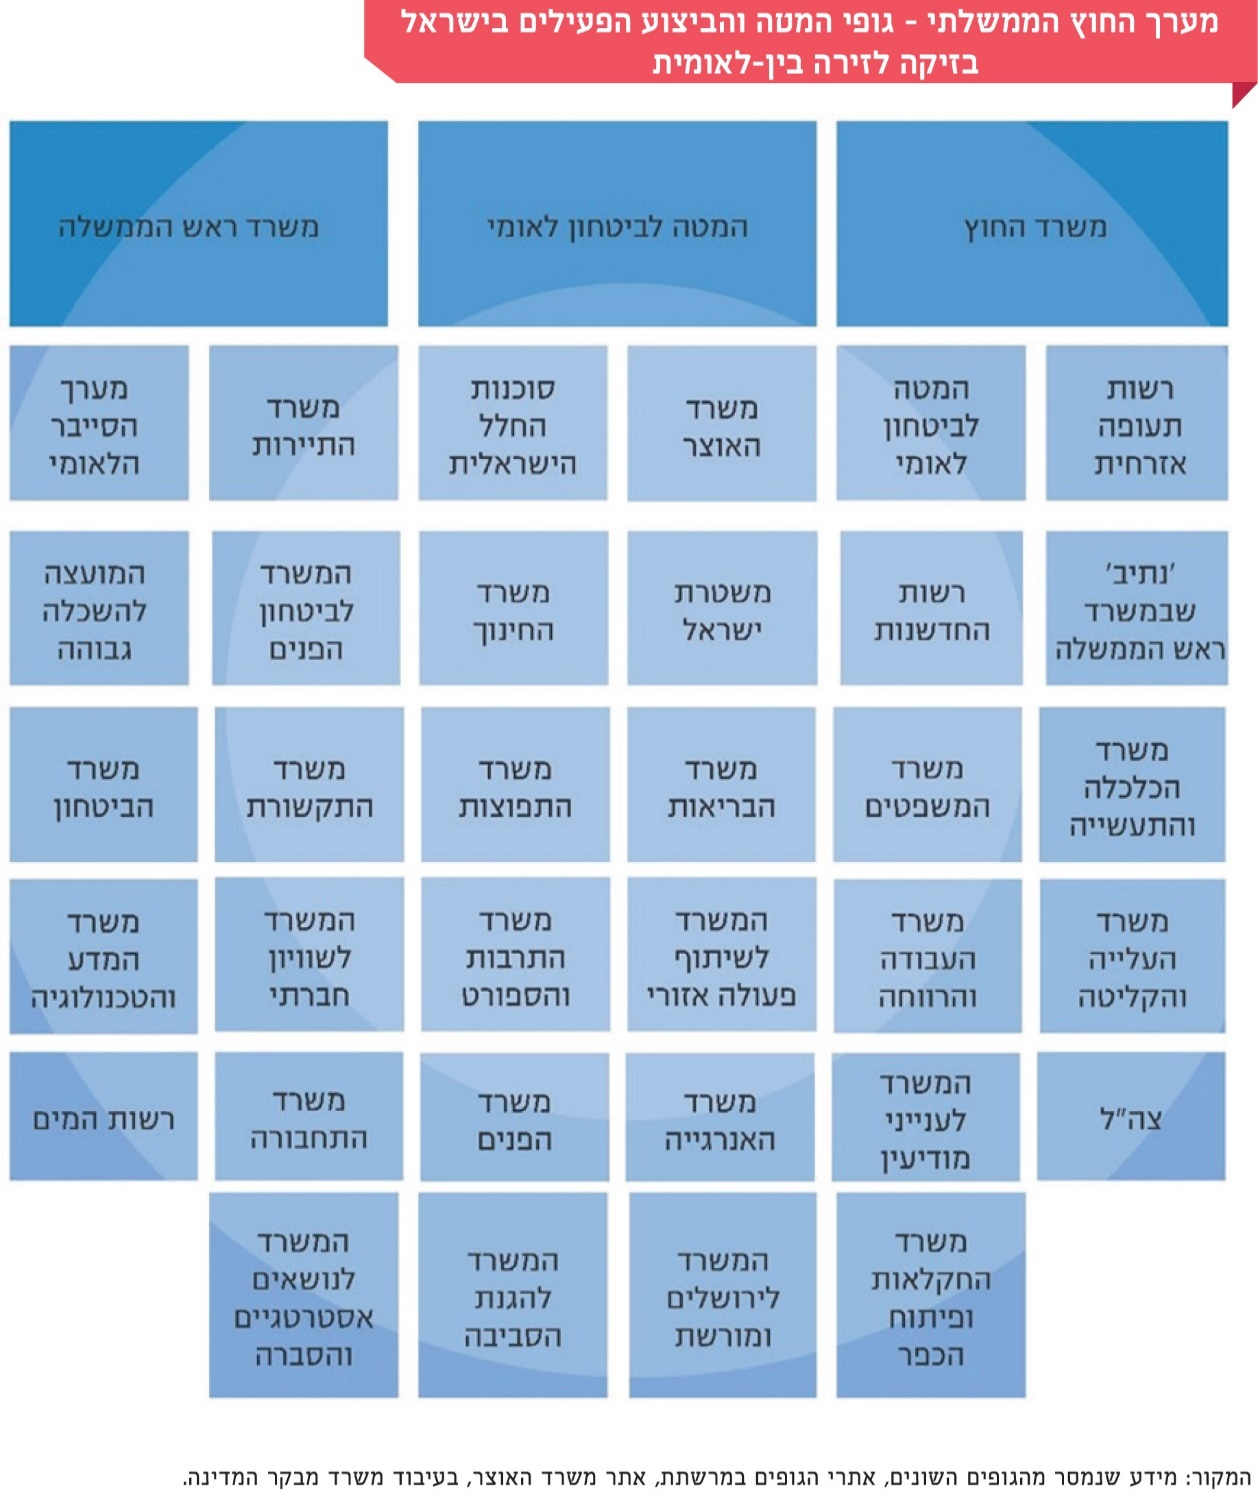 מערך החוץ הממשלתי - גופי המטה והביצוע הפעילים בישראל
בזיקה לזירה בין-לאומית
משרד החוץ
המטה לביטחון לאומי
משרד ראש הממשלה
רשות
תעופה
אזרחית
המטה
לביטחון
לאומי
משרד
האוצר
סוכנות
החלל
הישראלית
משרד
התיירות
מערך
הסייבר
הלאומי
'נתיב'
שבמשרד
ראש הממשלה
רשות
החדשנות
משטרת
ישראל
משרד
החינוך
המשרד
לביטחון
הפנים
המועצה
להשכלה
גבוהה
משרד
הכלכלה
והתעשייה
משרד
המשפטים
משרד
הבריאות
משרד
התפוצות
משרד
התקשורת
משרד
הביטחון
משרד
העלייה
והקליטה
משרד
העבודה
והרווחה
המשרד
לשיתוף
פעולה אזורי
משרד
התרבות
והספורט
המשרד
לשוויון
חברתי
משרד
המדע
והטכנולוגיה
צה"ל
המשרד
לענייני
מודיעין
משרד
האנרגייה
משרד
הפנים
משרד
התחבורה
רשות המים
משרד
החקלאות
ופיתוח
הכפר
המשרד
לירושלים
ומורשת
המשרד
להגנת
הסביבה
המשרד
לנושאים
אסטרטגיים
והסברה
המקור: מידע שנמסר מהגופים השונים, אתרי הגופים במרשתת, אתר משרד האוצר, בעיבוד משרד מבקר המדינה.